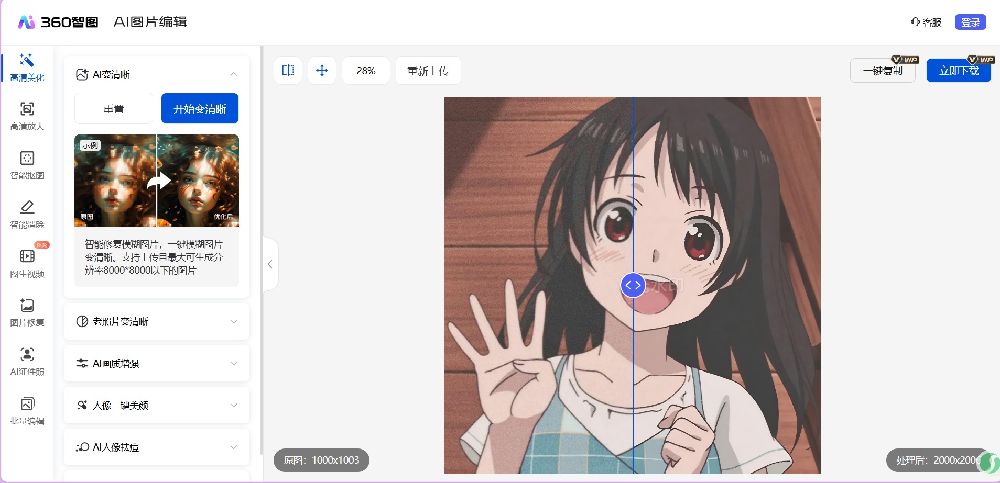 360智图
AI图片编辑
客服
登录
高清美化
高清放大
智能抠图
智能消除
限免
图生视频
图片修复
AI证件照
批量编辑
AI变清晰
重置
开始变清晰
示例
原图
优化后
智能修复模糊图片，一键模糊图片
变清晰。支持上传且最大可生成分
辨率8000*8000以下的图片
老照片变清晰
AI画质增强
人像一键美颜
AI人像祛痘
28%
重新上传
一键复制
VIP
立即下载
VIP
水印
原图：1000x1003
处理后：2000x2006